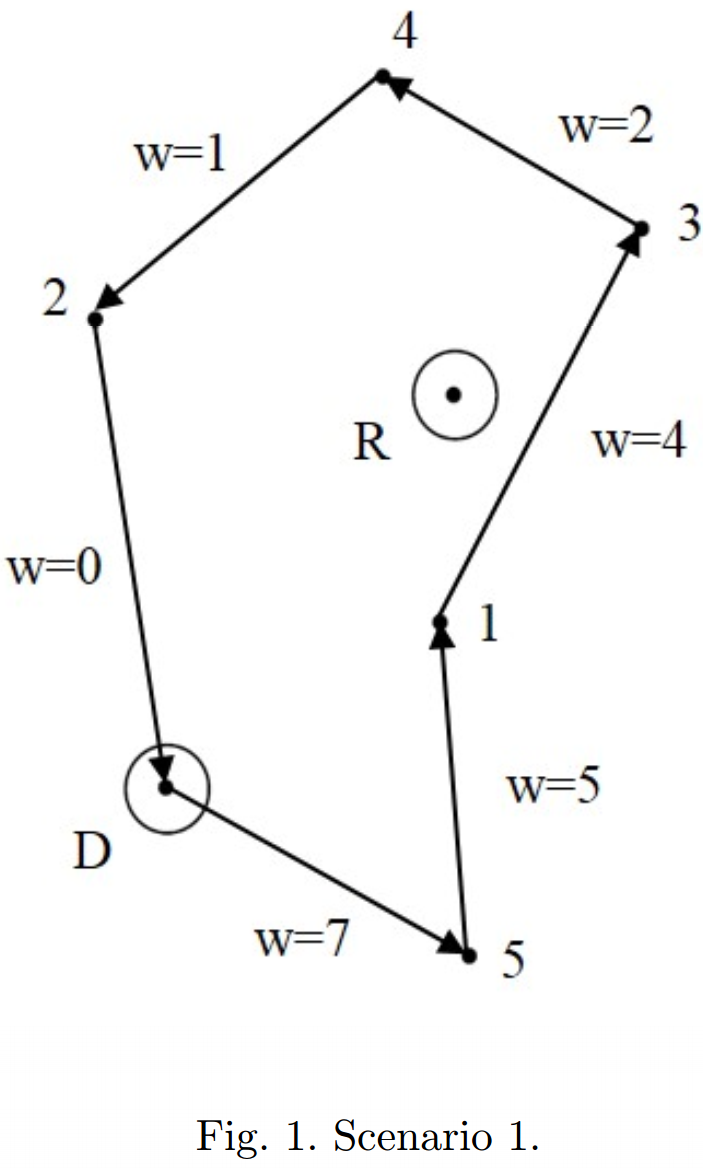 4
w=2
w=1
3
2
R
w=4
w=0
1
w=5
D
w=7
5
Fig. 1. Scenario 1.